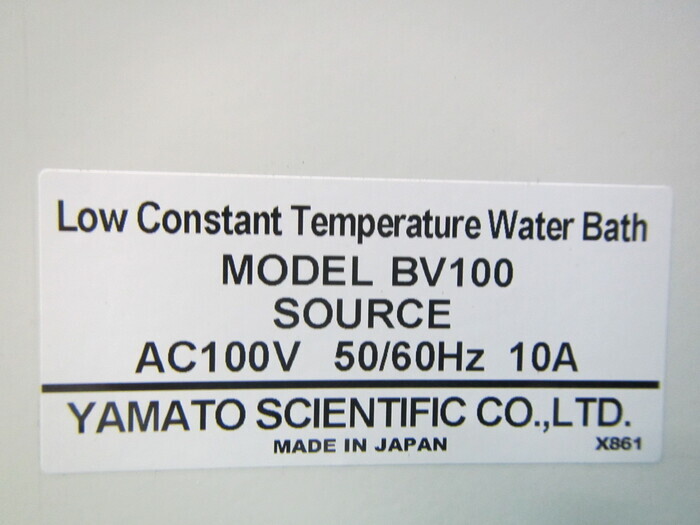 Low Constant Temperature Water Bath
MODEL BV100
SOURCE
AC100V 50/60Hz 10A
YAMATO SCIENTIFIC CO.,LTD.
MADE IN JAPAN X861